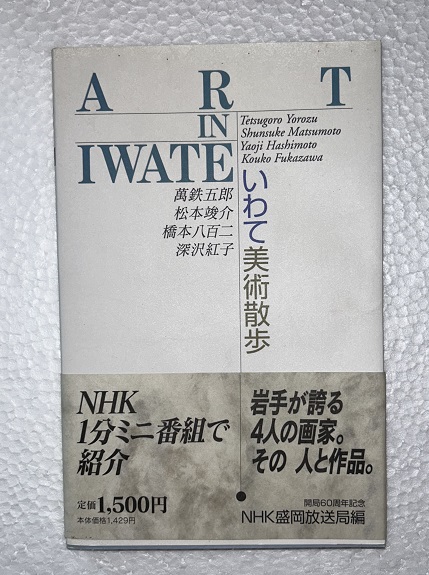 ART
IN
IWATE
Tetsugoro Yorozu
Shunsuke Matsumoto
Yaoji Hashimoto
Kouko Fukazawa
いわて美術散歩
萬鉄五郎
松本竣介
橋本八百二
深沢紅子
NHK
1分ミニ番組で
紹介
岩手が誇る
4人の画家。
その 人と作品。
定価1,500円
本体価格1,429円
開局60周年記念
NHK盛岡放送局編